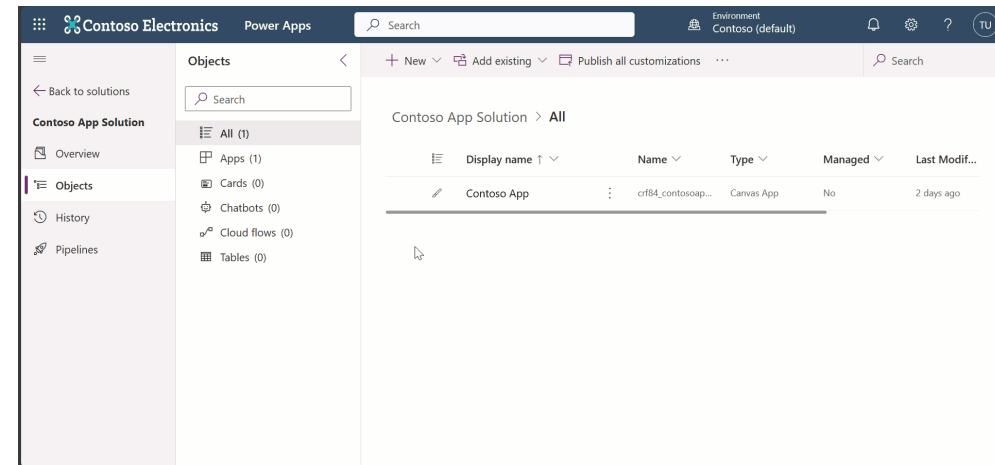 Contoso Electronics Power Apps Search Environment Contoso (default) ? TU
Back to solutions
Contoso App Solution
Overview
Objects
History
Pipelines
Objects
Search
All (1)
Apps (1)
Cards (0)
Chatbots (0)
Cloud flows (0)
Tables (0)
New Add existing Publish all customizations ··· Search
Contoso App Solution > All
Display name ↑ Name Type Managed Last Modif...
Contoso App crf84_contosoap... Canvas App No 2 days ago